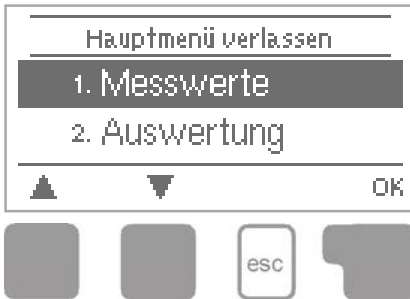 Hauptmenü verlassen
1. Messwerte
2. Auswertung
OK
esc